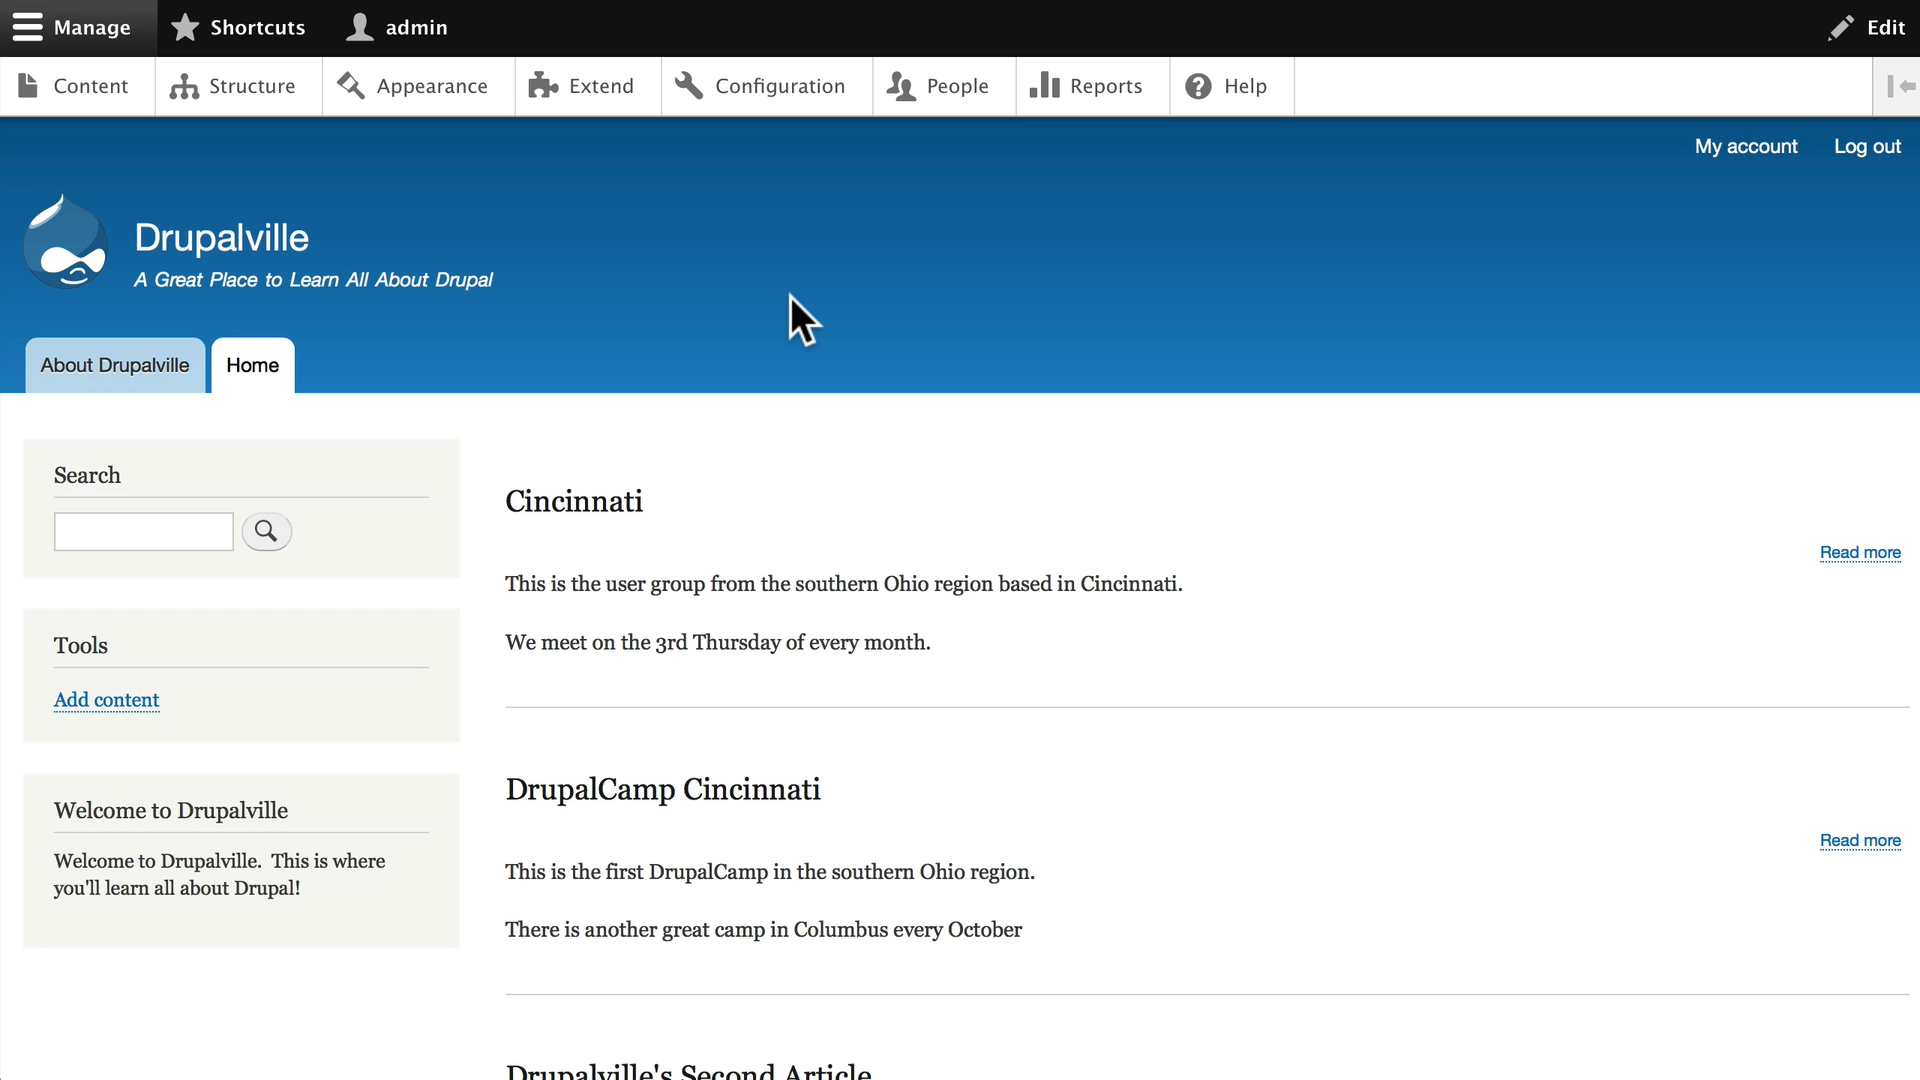 Manage Shortcuts admin Edit
Content Structure Appearance Extend Configuration People Reports Help
My account Log out
Drupalville
A Great Place to Learn All About Drupal
About Drupalville Home
Search
Tools
Add content
Welcome to Drupalville
Welcome to Drupalville. This is where
you'll learn all about Drupal!
Cincinnati
Read more
This is the user group from the southern Ohio region based in Cincinnati.
We meet on the 3rd Thursday of every month.
DrupalCamp Cincinnati
Read more
This is the first DrupalCamp in the southern Ohio region.
There is another great camp in Columbus every October
Drupalville's Second Article